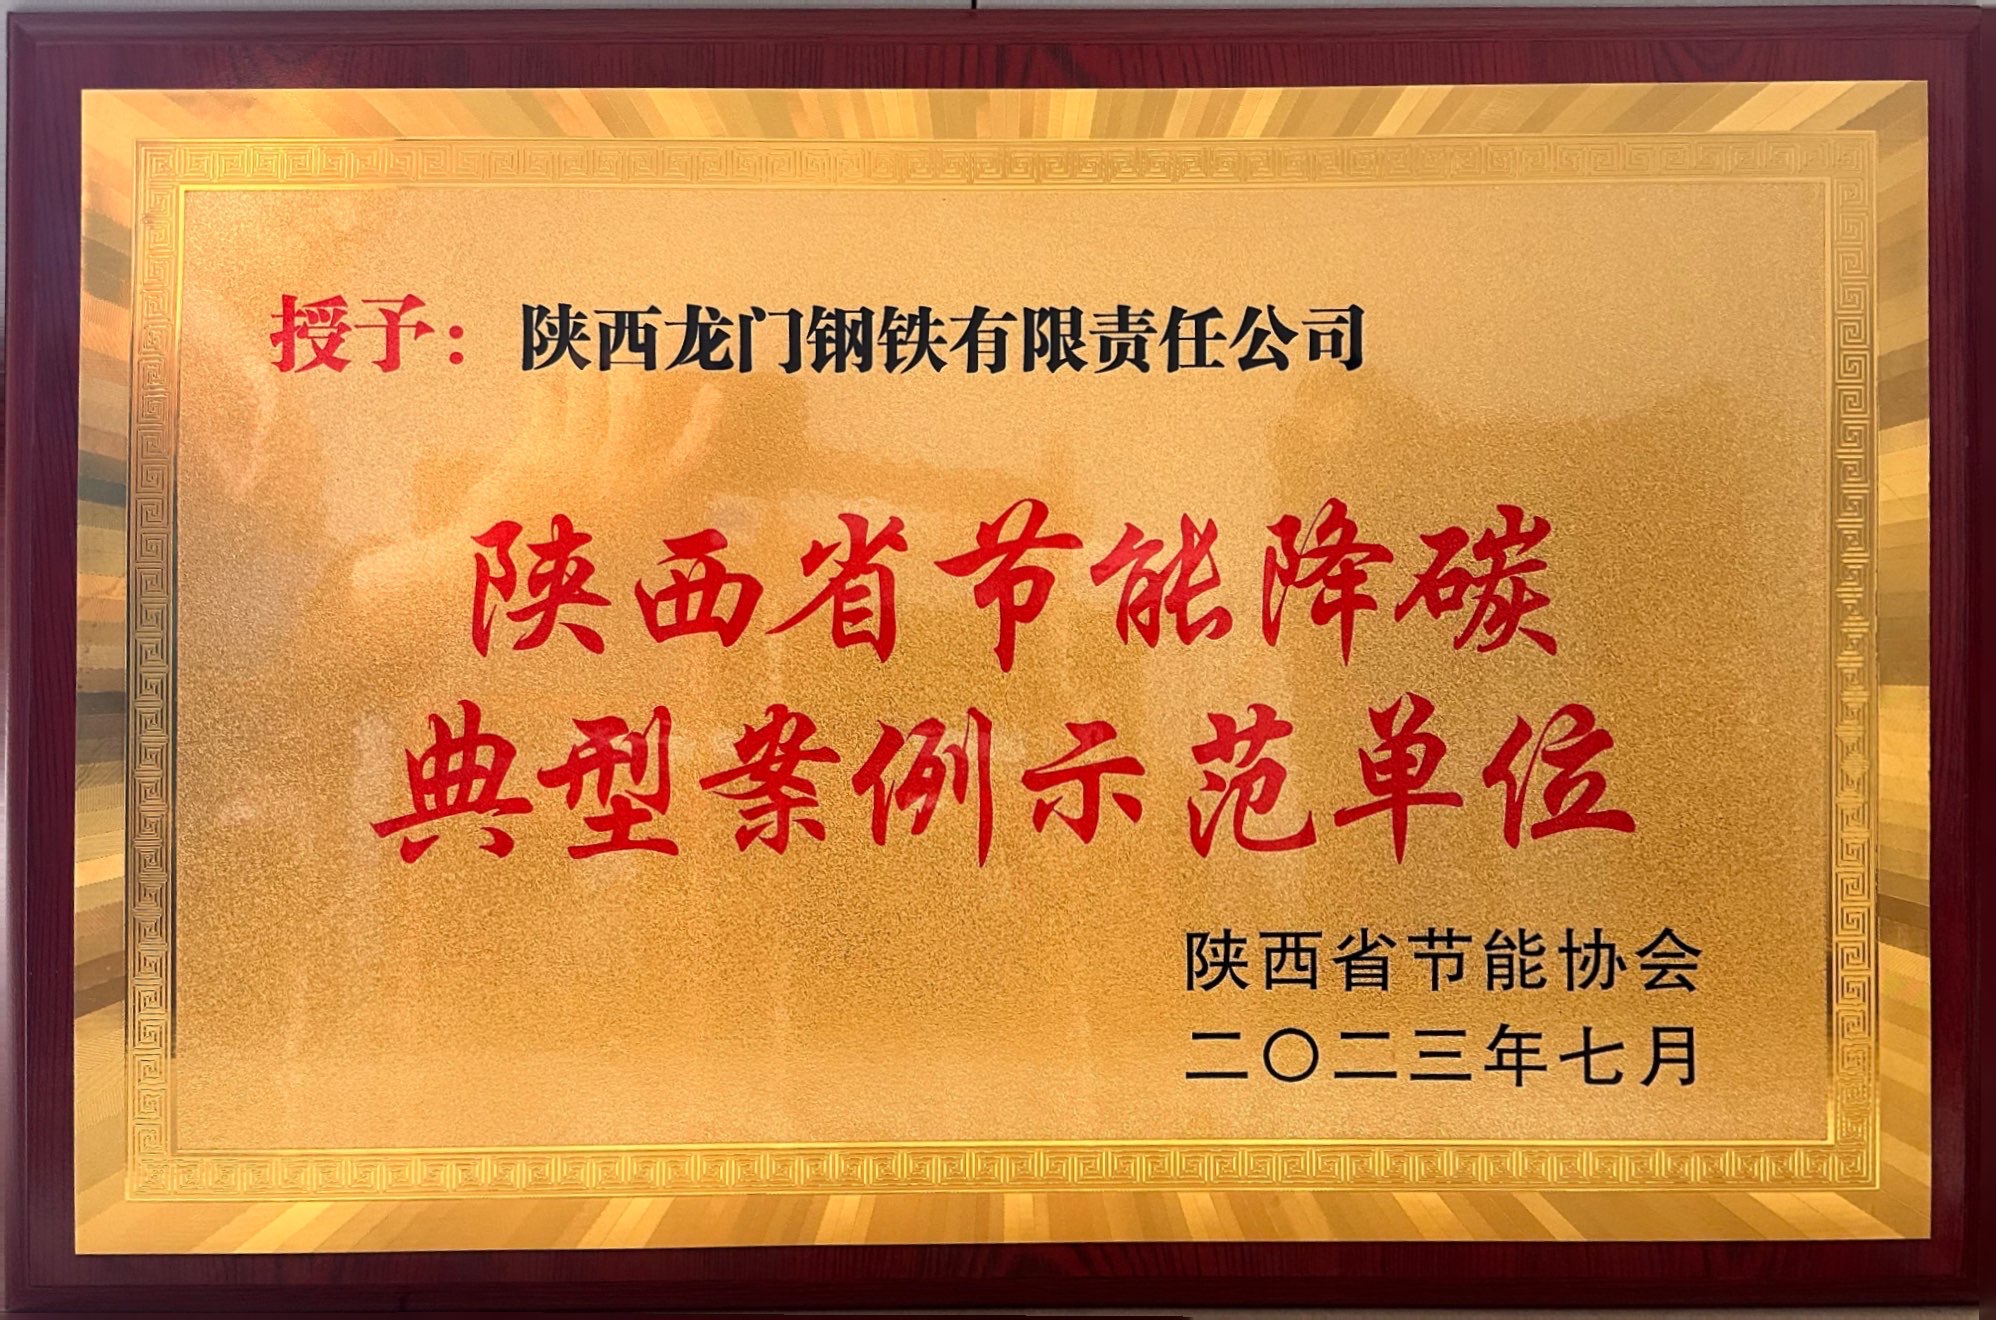 授予：陕西龙门钢铁有限责任公司
陕西省节能降碳
典型案例示范单位
陕西省节能协会
二〇二三年七月